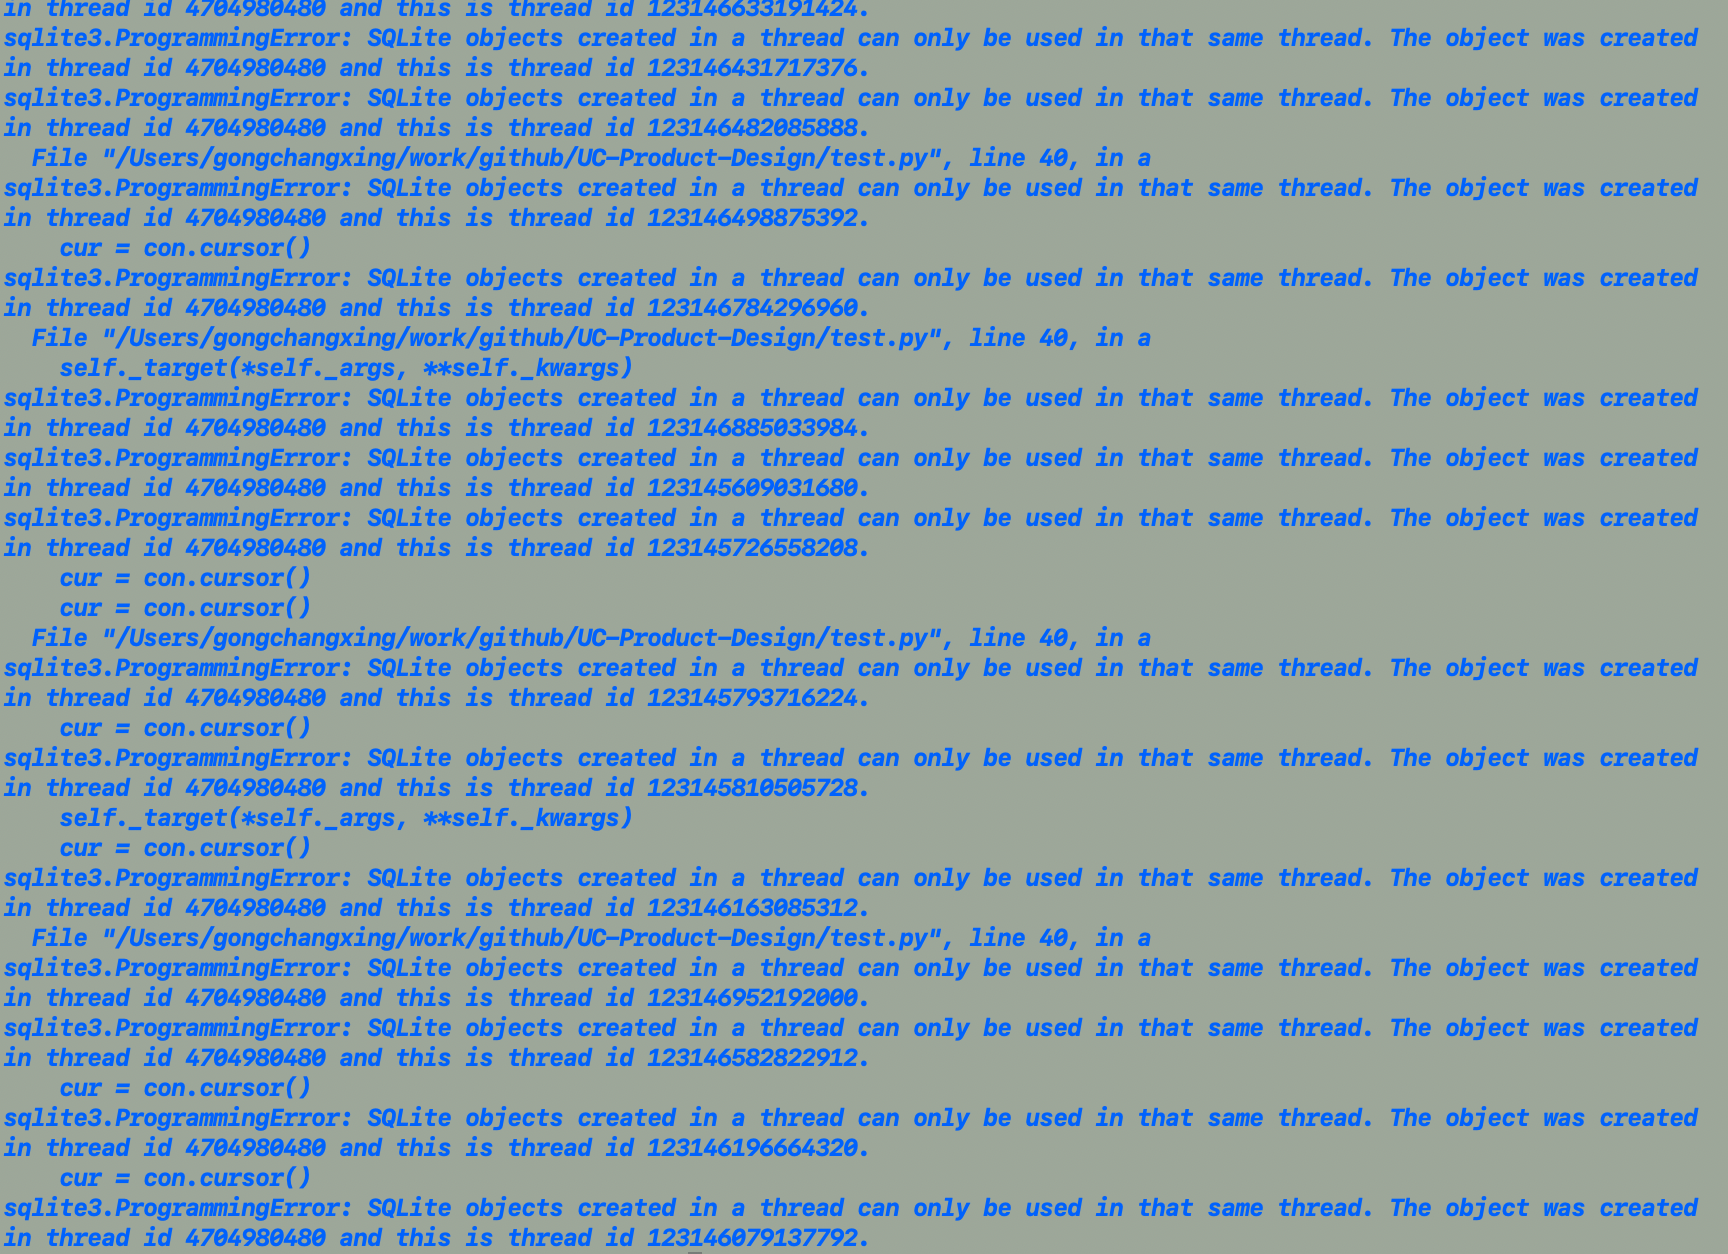 in thread id 4704980480 and this is thread id 123146633191424.
sqlite3.ProgrammingError: SQLite objects created in a thread can only be used in that same thread. The object was created
in thread id 4704980480 and this is thread id 123146431717376.
sqlite3.ProgrammingError: SQLite objects created in a thread can only be used in that same thread. The object was created
in thread id 4704980480 and this is thread id 123146482085888.
  File "/Users/gongchangxing/work/github/UC-Product-Design/test.py", line 40, in a
sqlite3.ProgrammingError: SQLite objects created in a thread can only be used in that same thread. The object was created
in thread id 4704980480 and this is thread id 123146498875392.
    cur = con.cursor()
sqlite3.ProgrammingError: SQLite objects created in a thread can only be used in that same thread. The object was created
in thread id 4704980480 and this is thread id 123146784296960.
  File "/Users/gongchangxing/work/github/UC-Product-Design/test.py", line 40, in a
    self._target(*self._args, **self._kwargs)
sqlite3.ProgrammingError: SQLite objects created in a thread can only be used in that same thread. The object was created
in thread id 4704980480 and this is thread id 123146885033984.
sqlite3.ProgrammingError: SQLite objects created in a thread can only be used in that same thread. The object was created
in thread id 4704980480 and this is thread id 123145609031680.
sqlite3.ProgrammingError: SQLite objects created in a thread can only be used in that same thread. The object was created
in thread id 4704980480 and this is thread id 123145726558208.
    cur = con.cursor()
    cur = con.cursor()
  File "/Users/gongchangxing/work/github/UC-Product-Design/test.py", line 40, in a
sqlite3.ProgrammingError: SQLite objects created in a thread can only be used in that same thread. The object was created
in thread id 4704980480 and this is thread id 123145793716224.
    cur = con.cursor()
sqlite3.ProgrammingError: SQLite objects created in a thread can only be used in that same thread. The object was created
in thread id 4704980480 and this is thread id 123145810505728.
    self._target(*self._args, **self._kwargs)
    cur = con.cursor()
sqlite3.ProgrammingError: SQLite objects created in a thread can only be used in that same thread. The object was created
in thread id 4704980480 and this is thread id 123146163085312.
  File "/Users/gongchangxing/work/github/UC-Product-Design/test.py", line 40, in a
sqlite3.ProgrammingError: SQLite objects created in a thread can only be used in that same thread. The object was created
in thread id 4704980480 and this is thread id 123146952192000.
sqlite3.ProgrammingError: SQLite objects created in a thread can only be used in that same thread. The object was created
in thread id 4704980480 and this is thread id 123146582822912.
    cur = con.cursor()
sqlite3.ProgrammingError: SQLite objects created in a thread can only be used in that same thread. The object was created
in thread id 4704980480 and this is thread id 123146196664320.
    cur = con.cursor()
sqlite3.ProgrammingError: SQLite objects created in a thread can only be used in that same thread. The object was created
in thread id 4704980480 and this is thread id 123146079137792.